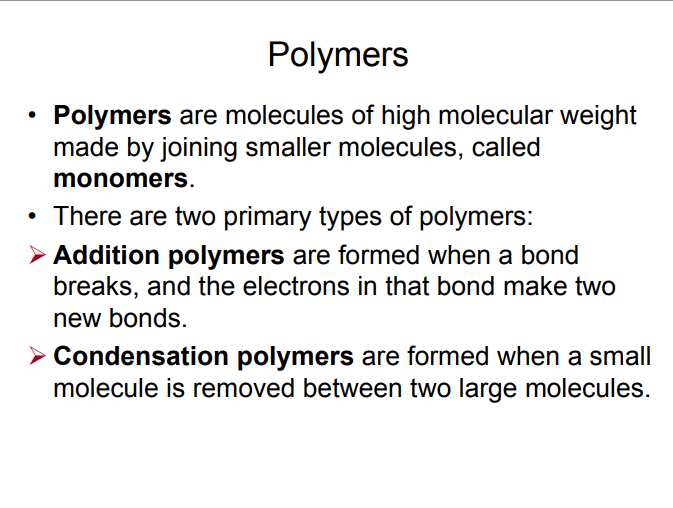 Polymers
• Polymers are molecules of high molecular weight
made by joining smaller molecules, called
monomers.
• There are two primary types of polymers:
➢ Addition polymers are formed when a bond
breaks, and the electrons in that bond make two
new bonds.
➢ Condensation polymers are formed when a small
molecule is removed between two large molecules.